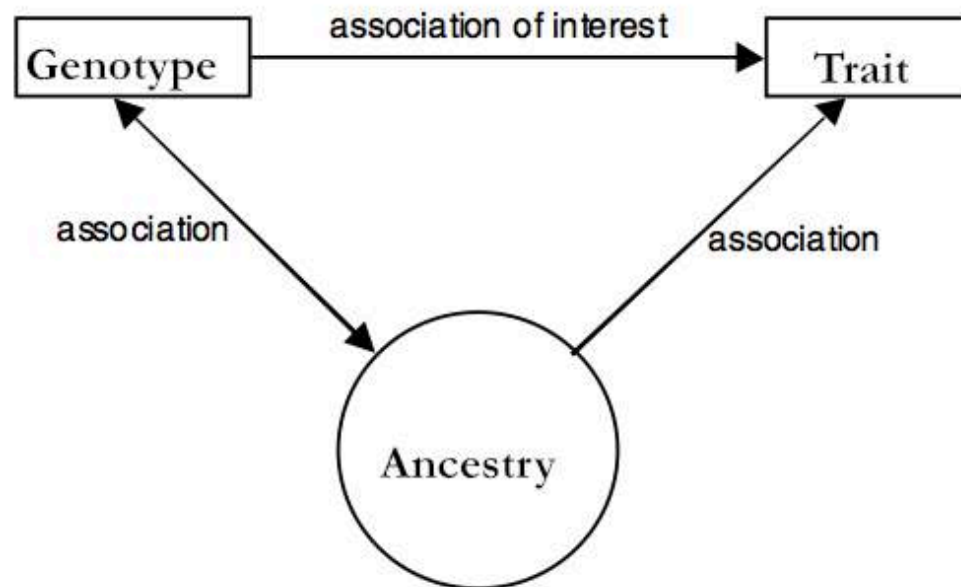 association of interest
Genotype
Trait
association
association
Ancestry